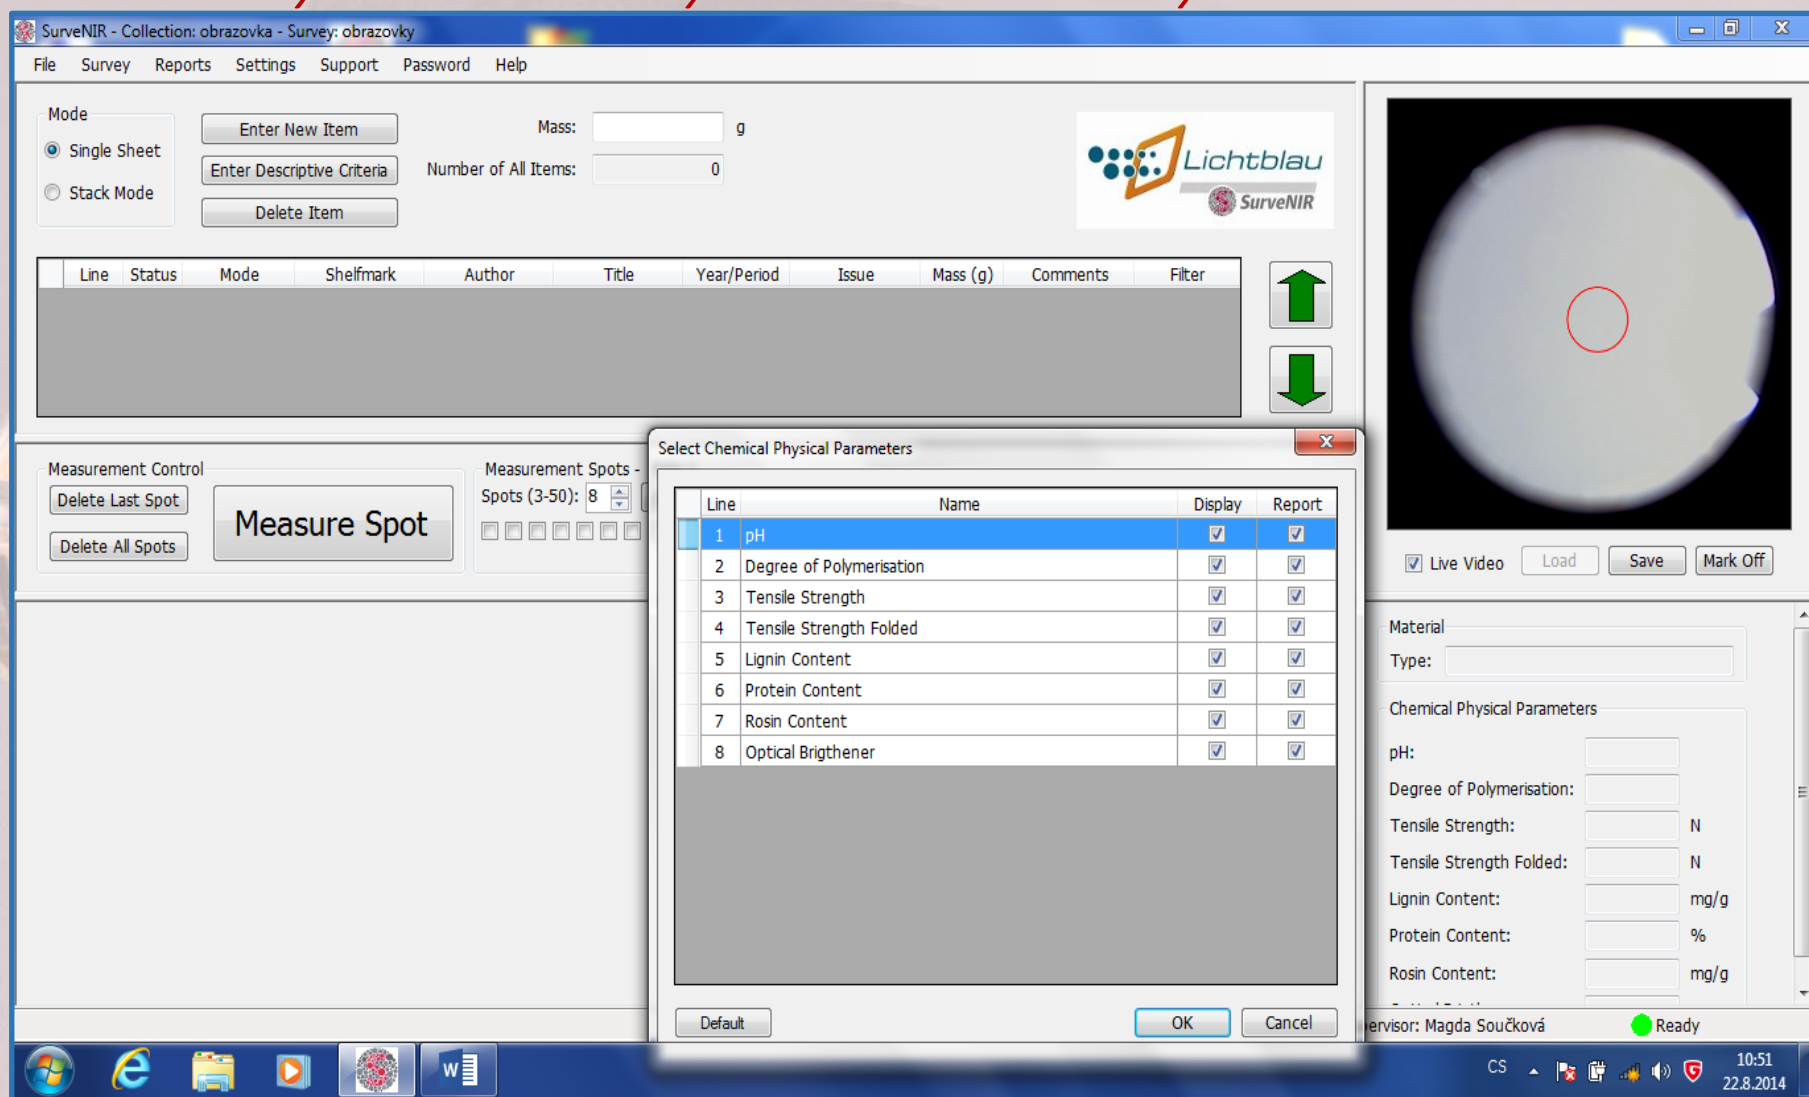 SurveNIR - Collection: obrazovka - Survey: obrazovky
File Survey Reports Settings Support Password Help
Mode
Single Sheet
Stack Mode
Enter New Item
Enter Descriptive Criteria
Delete Item
Mass: g
Number of All Items: 0
Lichtblau
SurveNIR
Line Status Mode Shelfmark Author Title Year/Period Issue Mass (g) Comments Filter
Measurement Control
Delete Last Spot
Delete All Spots
Measure Spot
Measurement Spots -
Spots (3-50): 8
Select Chemical Physical Parameters
Line Name Display Report
1 pH
2 Degree of Polymerisation
3 Tensile Strength
4 Tensile Strength Folded
5 Lignin Content
6 Protein Content
7 Rosin Content
8 Optical Brigthener
Default OK Cancel
Live Video Load Save Mark Off
Material
Type:
Chemical Physical Parameters
pH:
Degree of Polymerisation:
Tensile Strength: N
Tensile Strength Folded: N
Lignin Content: mg/g
Protein Content: %
Rosin Content: mg/g
ervisor: Magda Součková Ready
CS
10:51
22.8.2014